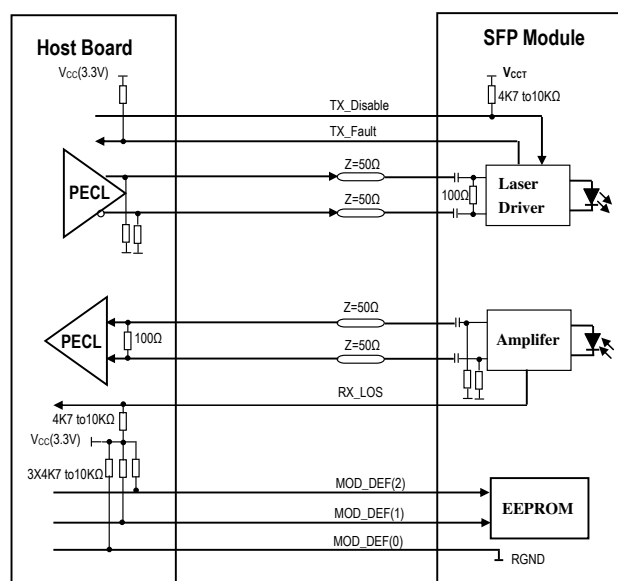 Host Board
SFP Module
VCC(3.3V)
VCCT
4K7 to10KΩ
TX_Disable
TX_Fault
Z=50Ω
PECL
100Ω
Laser
Driver
Z=50Ω
Z=50Ω
PECL
100Ω
Amplifer
Z=50Ω
RX_LOS
4K7 to10KΩ
VCC(3.3V)
3X4K7 to10KΩ
MOD_DEF(2)
EEPROM
MOD_DEF(1)
MOD_DEF(0)
RGND